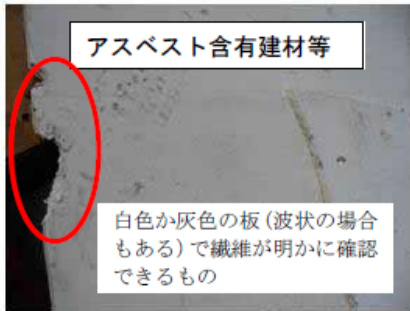 アスベスト含有建材等
白色か灰色の板(波状の場合
もある)で繊維が明かに確認
できるもの